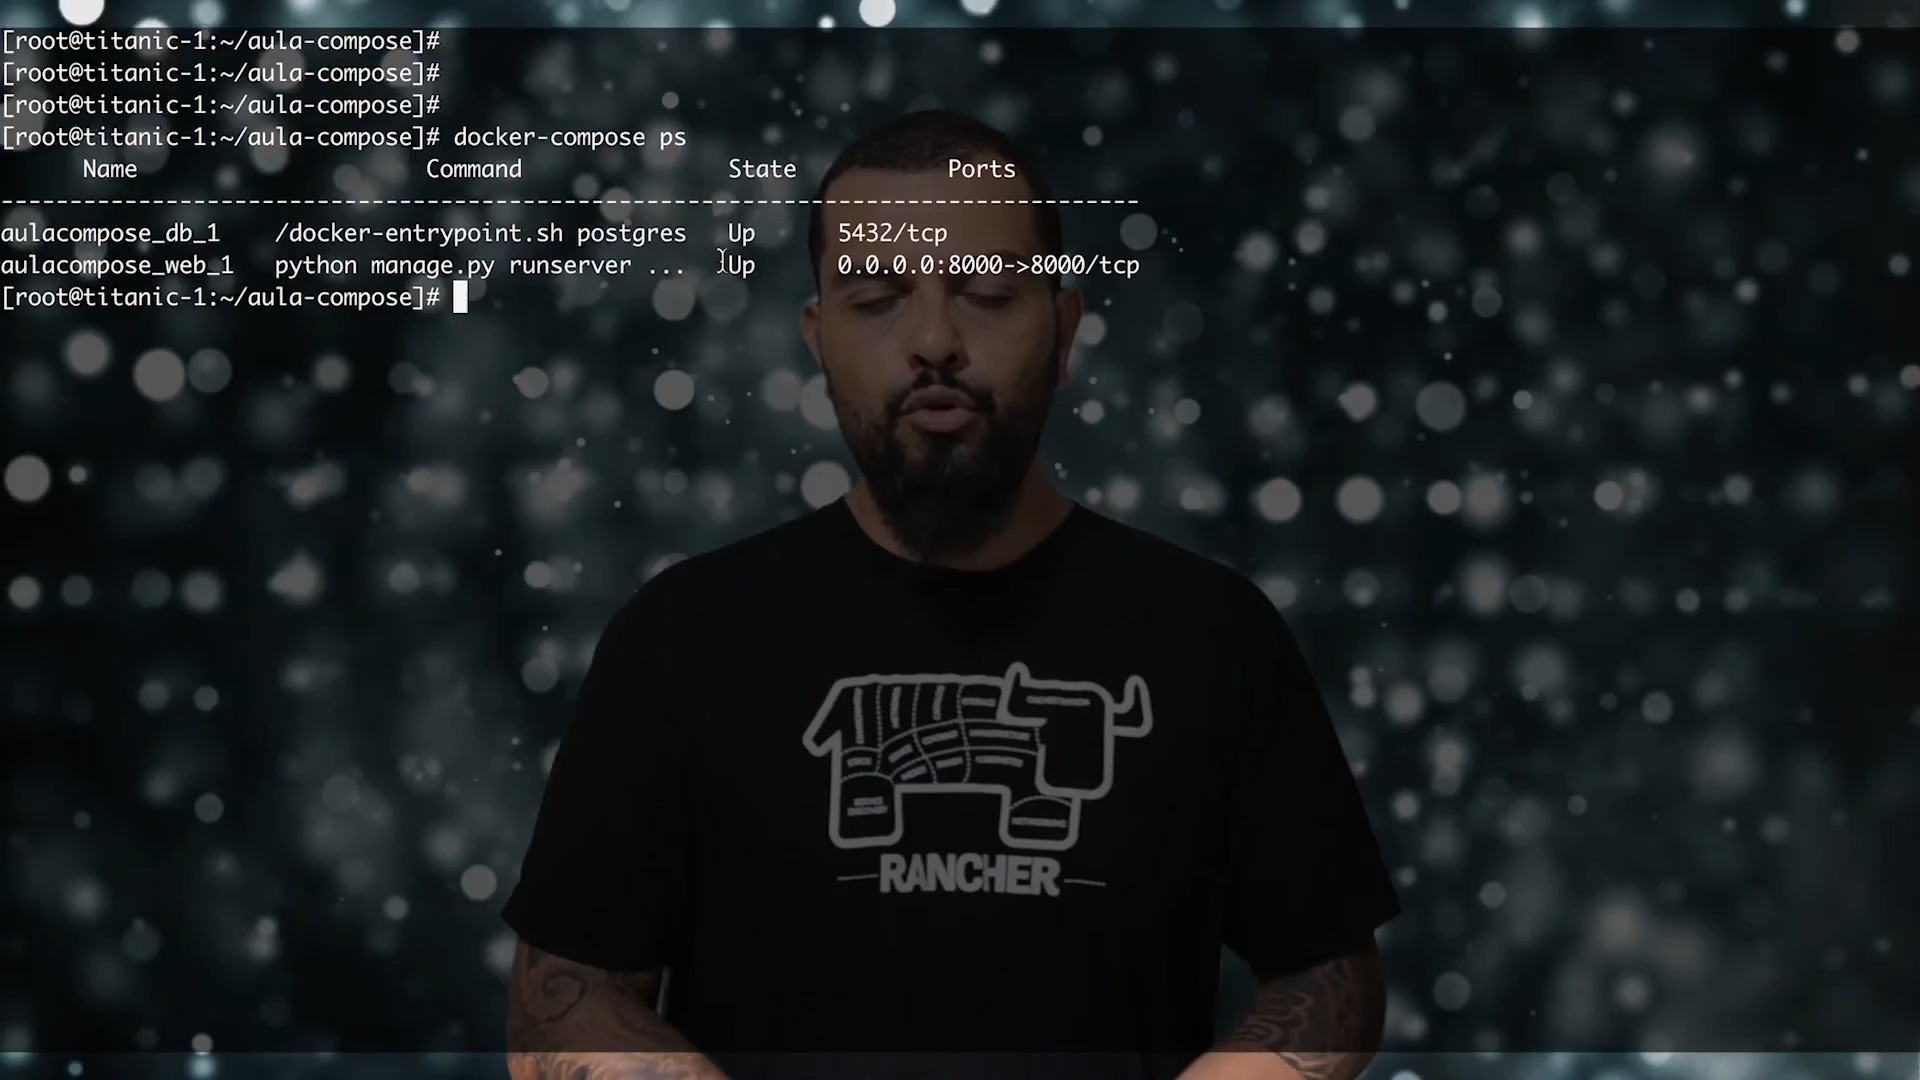 [root@titanic-1:~/aula-compose]#
[root@titanic-1:~/aula-compose]#
[root@titanic-1:~/aula-compose]#
[root@titanic-1:~/aula-compose]# docker-compose ps
Name Command State Ports
-----------------------------------------------------------------------------------
aulacompose_db_1 /docker-entrypoint.sh postgres Up 5432/tcp
aulacompose_web_1 python manage.py runserver ... Up 0.0.0.0:8000->8000/tcp
[root@titanic-1:~/aula-compose]#
RANCHER